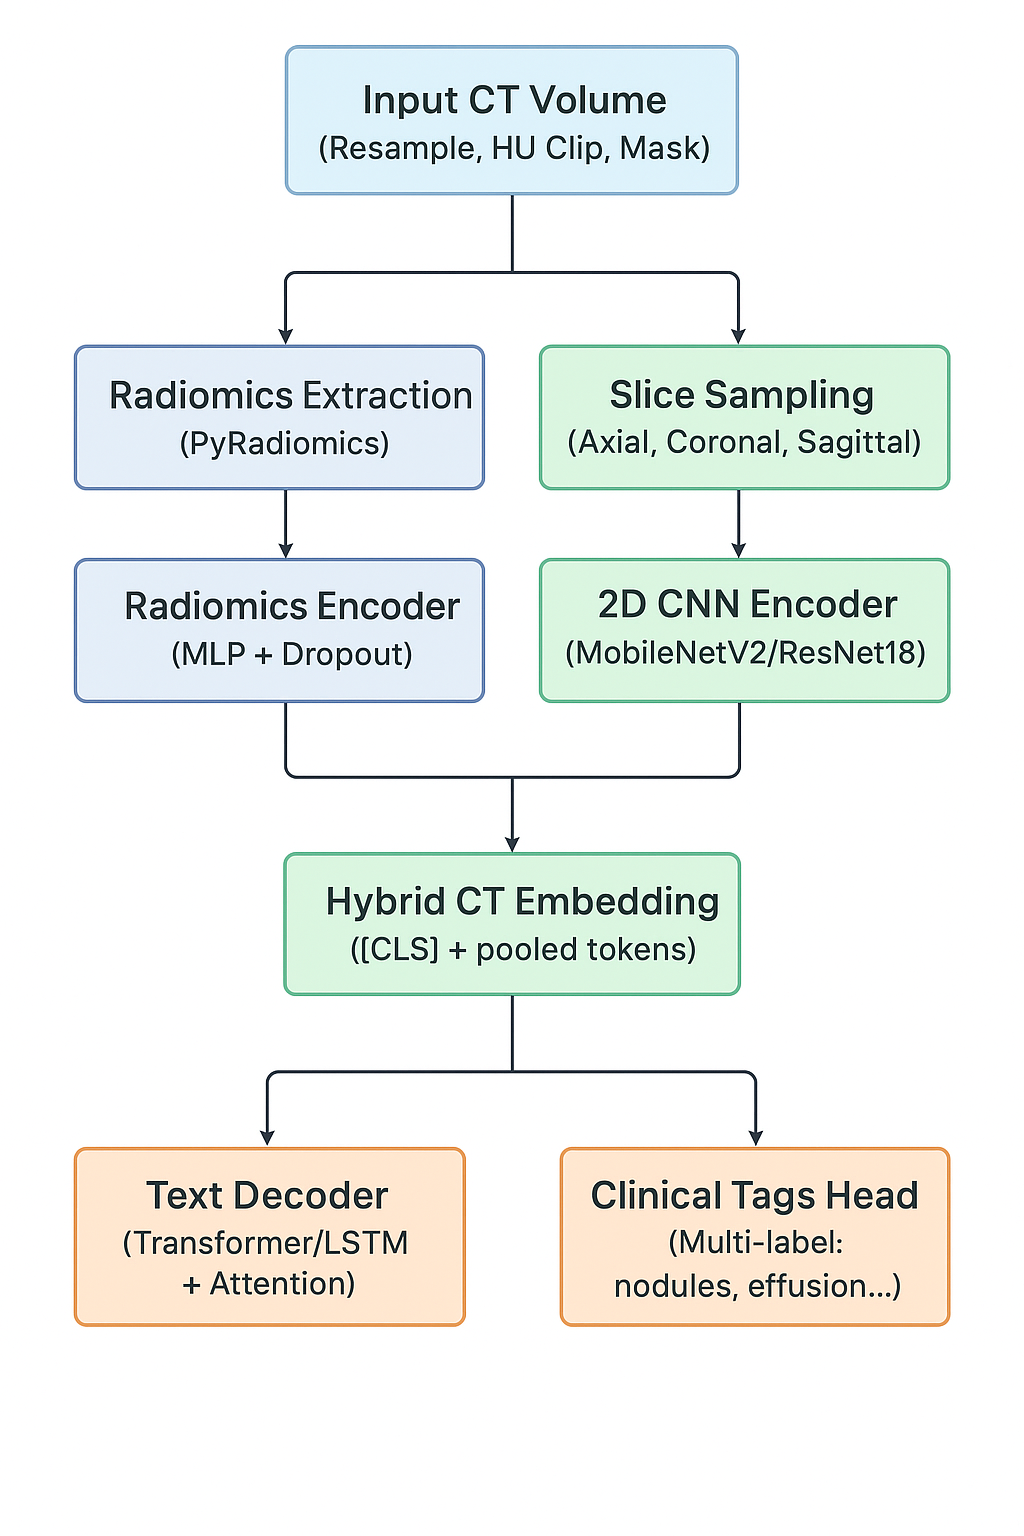 Input CT Volume
(Resample, HU Clip, Mask)
Radiomics Extraction
(PyRadiomics)
Slice Sampling
(Axial, Coronal, Sagittal)
Radiomics Encoder
(MLP + Dropout)
2D CNN Encoder
(MobileNetV2/ResNet18)
Hybrid CT Embedding
([CLS] + pooled tokens)
Text Decoder
(Transformer/LSTM
+ Attention)
Clinical Tags Head
(Multi-label:
nodules, effusion...)